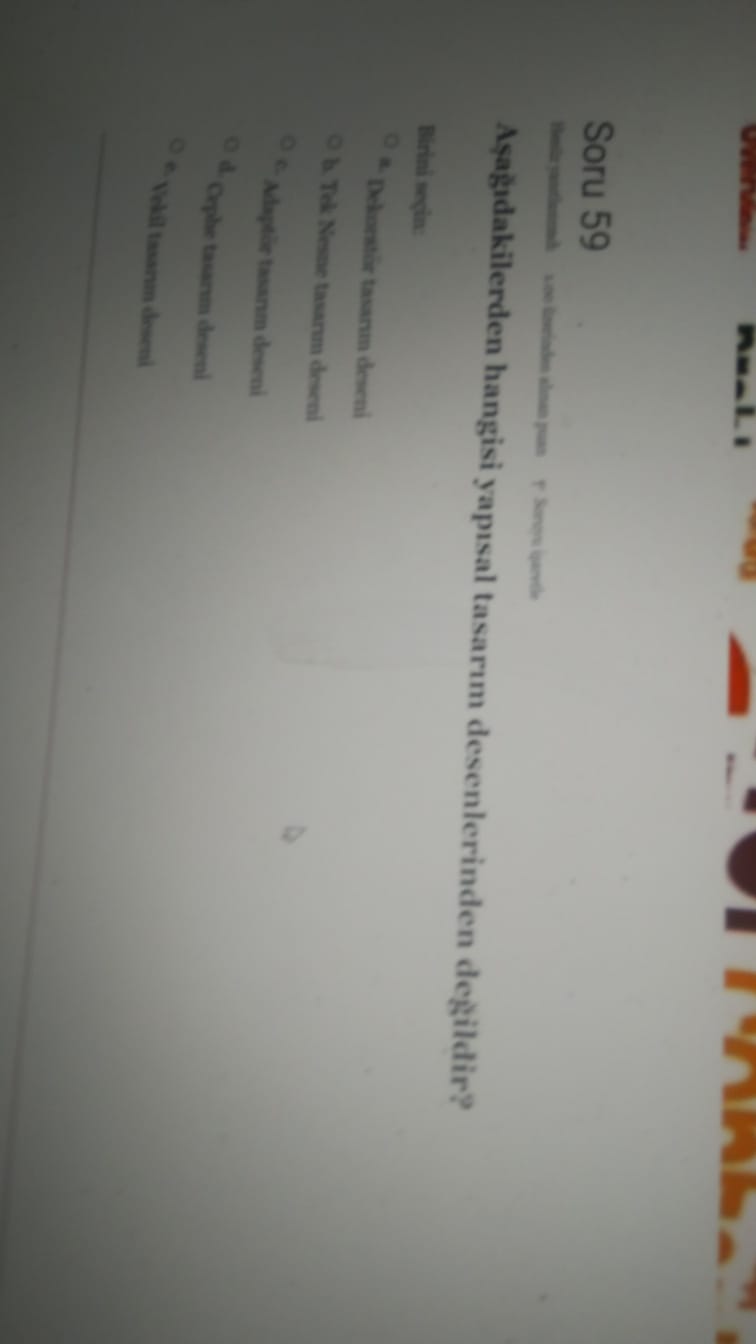 Soru 59
Henüz yanıtlanmadı 1,00 üzerinden alınan puan Soruyu işaretle
Aşağıdakilerden hangisi yapısal tasarım desenlerinden değildir?
Birini seçin:
a. Dekoratör tasarım deseni
b. Tek Nesne tasarım deseni
c. Adaptör tasarım deseni
d. Cephe tasarım deseni
e. Vekil tasarım deseni